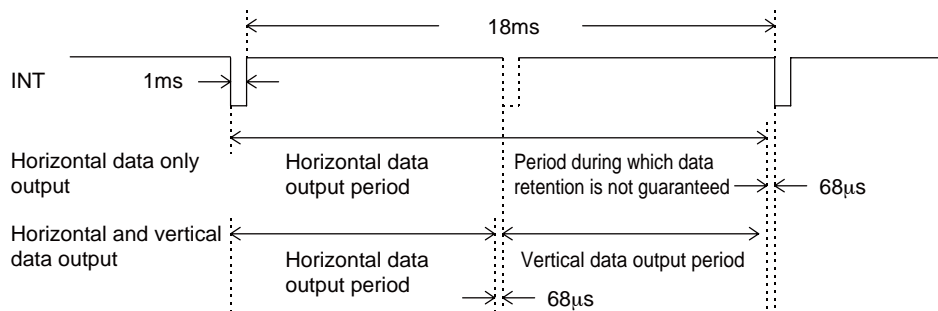 18ms
INT
1ms
Horizontal data only
output
Horizontal data
output period
Period during which data
retention is not guaranteed
68μs
Horizontal and vertical
data output
Horizontal data
output period
Vertical data output period
68μs